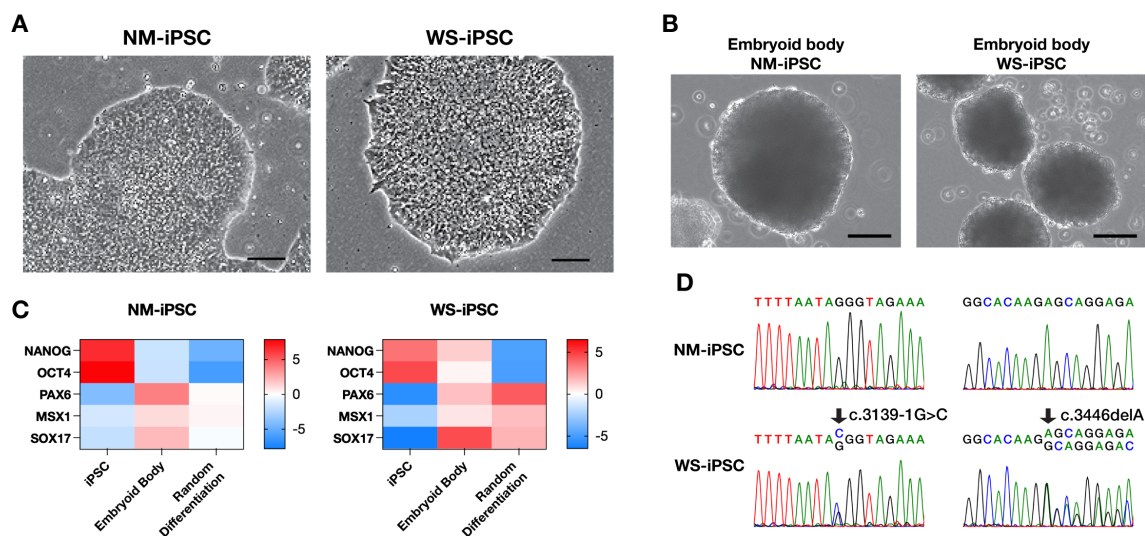 A
NM-iPSC
WS-iPSC
B
Embryoid body
NM-iPSC
Embryoid body
WS-iPSC
C
NM-iPSC
NANOG
OCT4
PAX6
MSX1
SOX17
5
0
-5
iPSC
Embryoid Body
Random
Differentiation
WS-iPSC
NANOG
OCT4
PAX6
MSX1
SOX17
5
0
-5
iPSC
Embryoid Body
Random
Differentiation
D
NM-iPSC
TTTTAATAGGGTAGAAA
GGCACAAGAGCAGGAGA
c.3139-1G>C
c.3446delA
WS-iPSC
TTTTAATACGGTAGAAA
G
GGCACAAGAGCAGGAGA
GCAGGAGAC